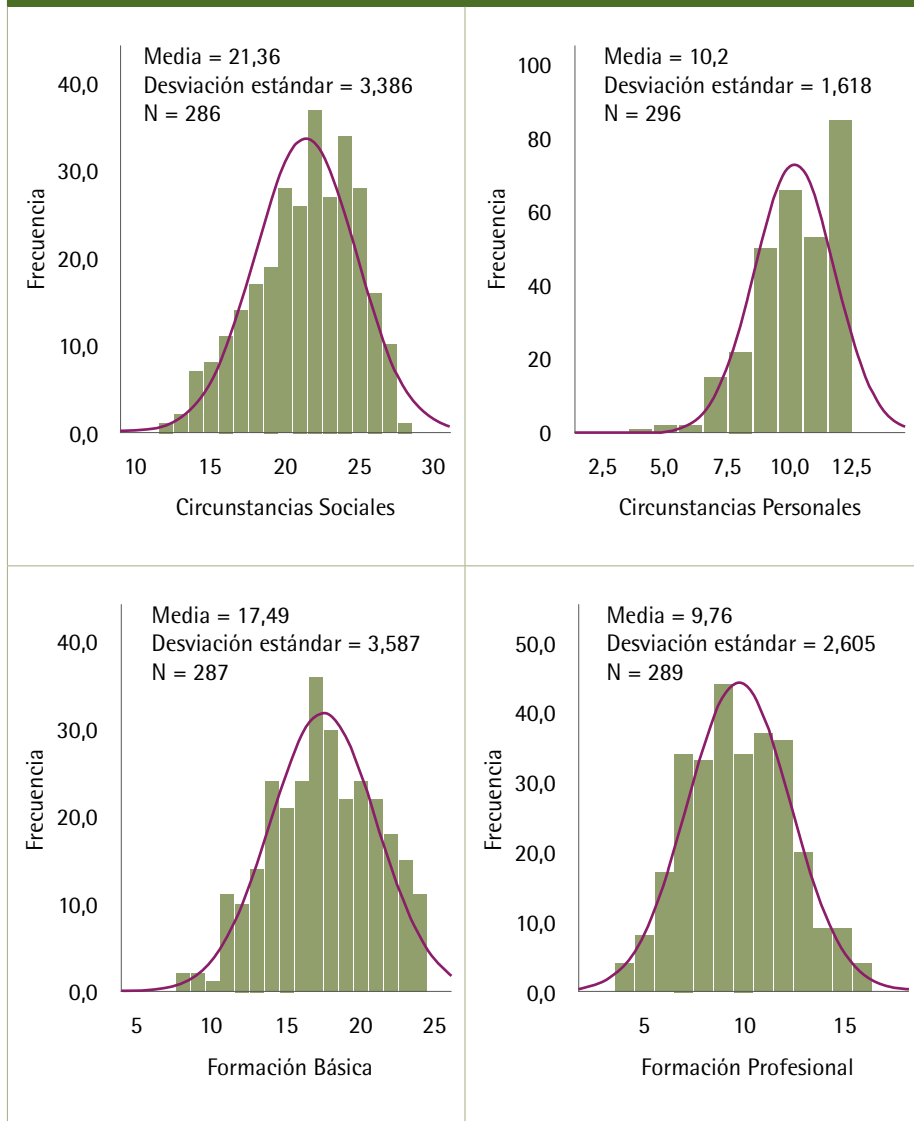 Media = 21,36
Desviación estándar = 3,386
N = 286
40,0
30,0
20,0
10,0
0,0
Frecuencia
10 15 20 25 30
Circunstancias Sociales
Media = 10,2
Desviación estándar = 1,618
N = 296
100
80
60
40
20
0
Frecuencia
2,5 5,0 7,5 10,0 12,5
Circunstancias Personales
Media = 17,49
Desviación estándar = 3,587
N = 287
40,0
30,0
20,0
10,0
0,0
Frecuencia
5 10 15 20 25
Formación Básica
Media = 9,76
Desviación estándar = 2,605
N = 289
50,0
40,0
30,0
20,0
10,0
0,0
Frecuencia
5 10 15
Formación Profesional